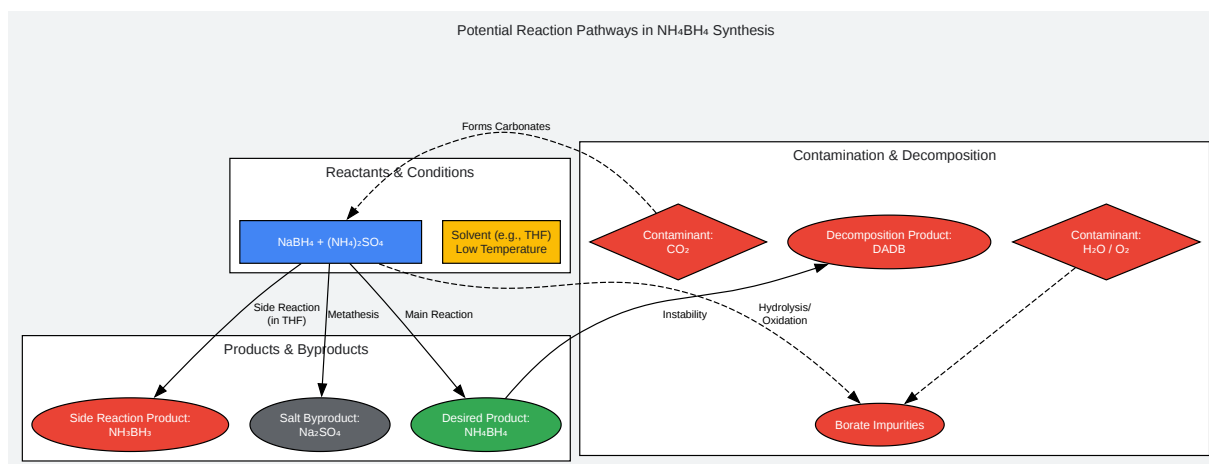 Potential Reaction Pathways in NH₄BH₄ Synthesis
Forms Carbonates
Reactants & Conditions
Contamination & Decomposition
NaBH₄ + (NH₄)₂SO₄
Solvent (e.g., THF)
Low Temperature
Contaminant:
CO₂
Decomposition Product:
DADB
Contaminant:
H₂O / O₂
Side Reaction
(in THF)
Metathesis
Main Reaction
Instability
Hydrolysis/
Oxidation
Products & Byproducts
Side Reaction Product:
NH₃BH₃
Salt Byproduct:
Na₂SO₄
Desired Product:
NH₄BH₄
Borate Impurities